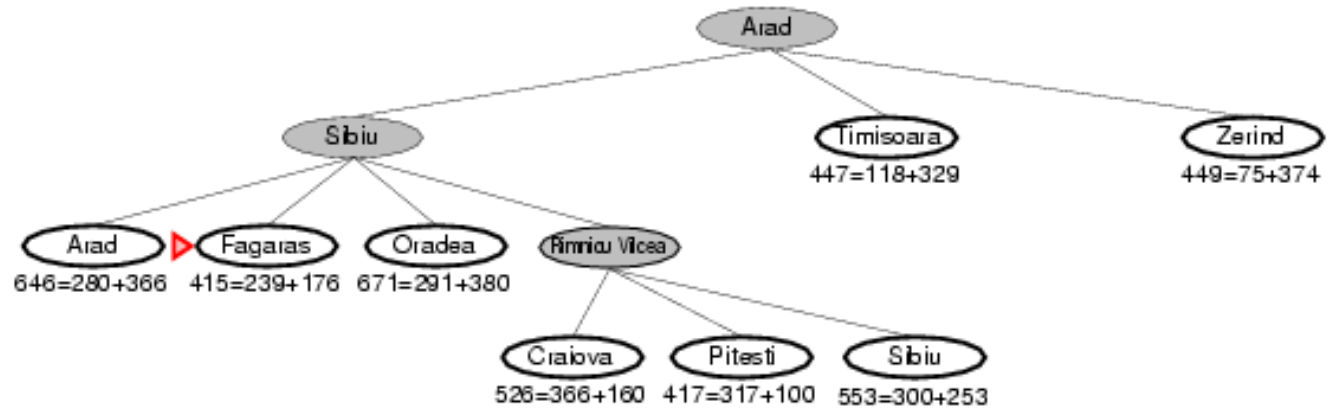 Arad
Sibiu
Timisoara
Zerind
447=118+329
449=75+374
Arad
Fagaras
Oradea
Rimnicu Vilcea
646=280+366
415=239+176
671=291+380
Craiova
Pitesti
Sibiu
526=366+160
417=317+100
553=300+253